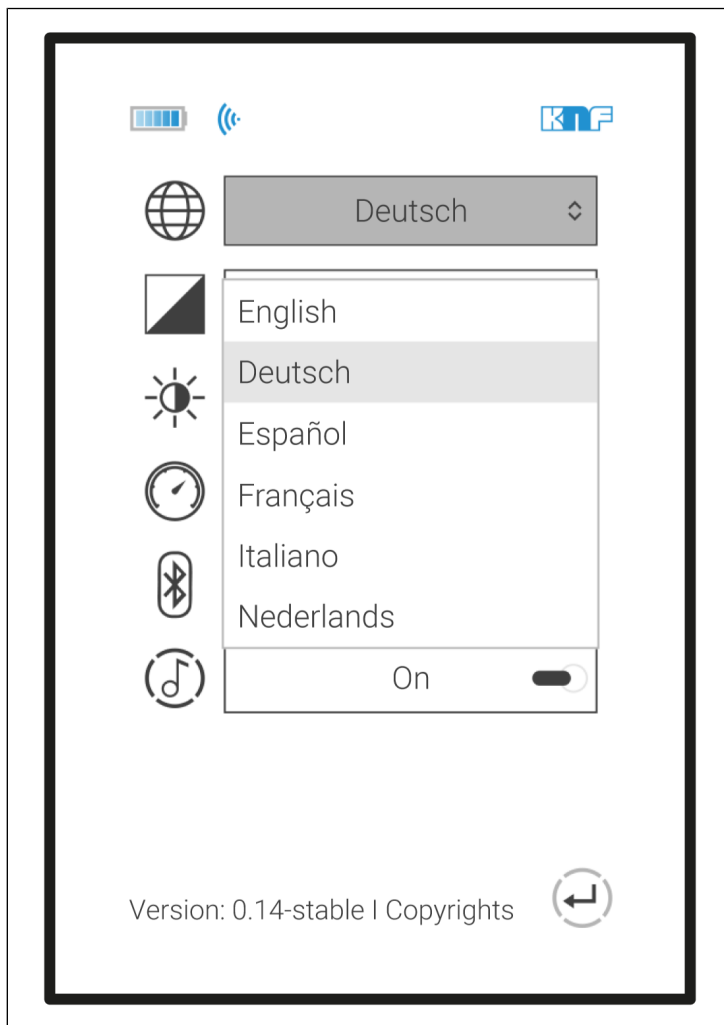 KNF
Deutsch
English
Deutsch
Español
Français
Italiano
Nederlands
On
Version: 0.14-stable I Copyrights